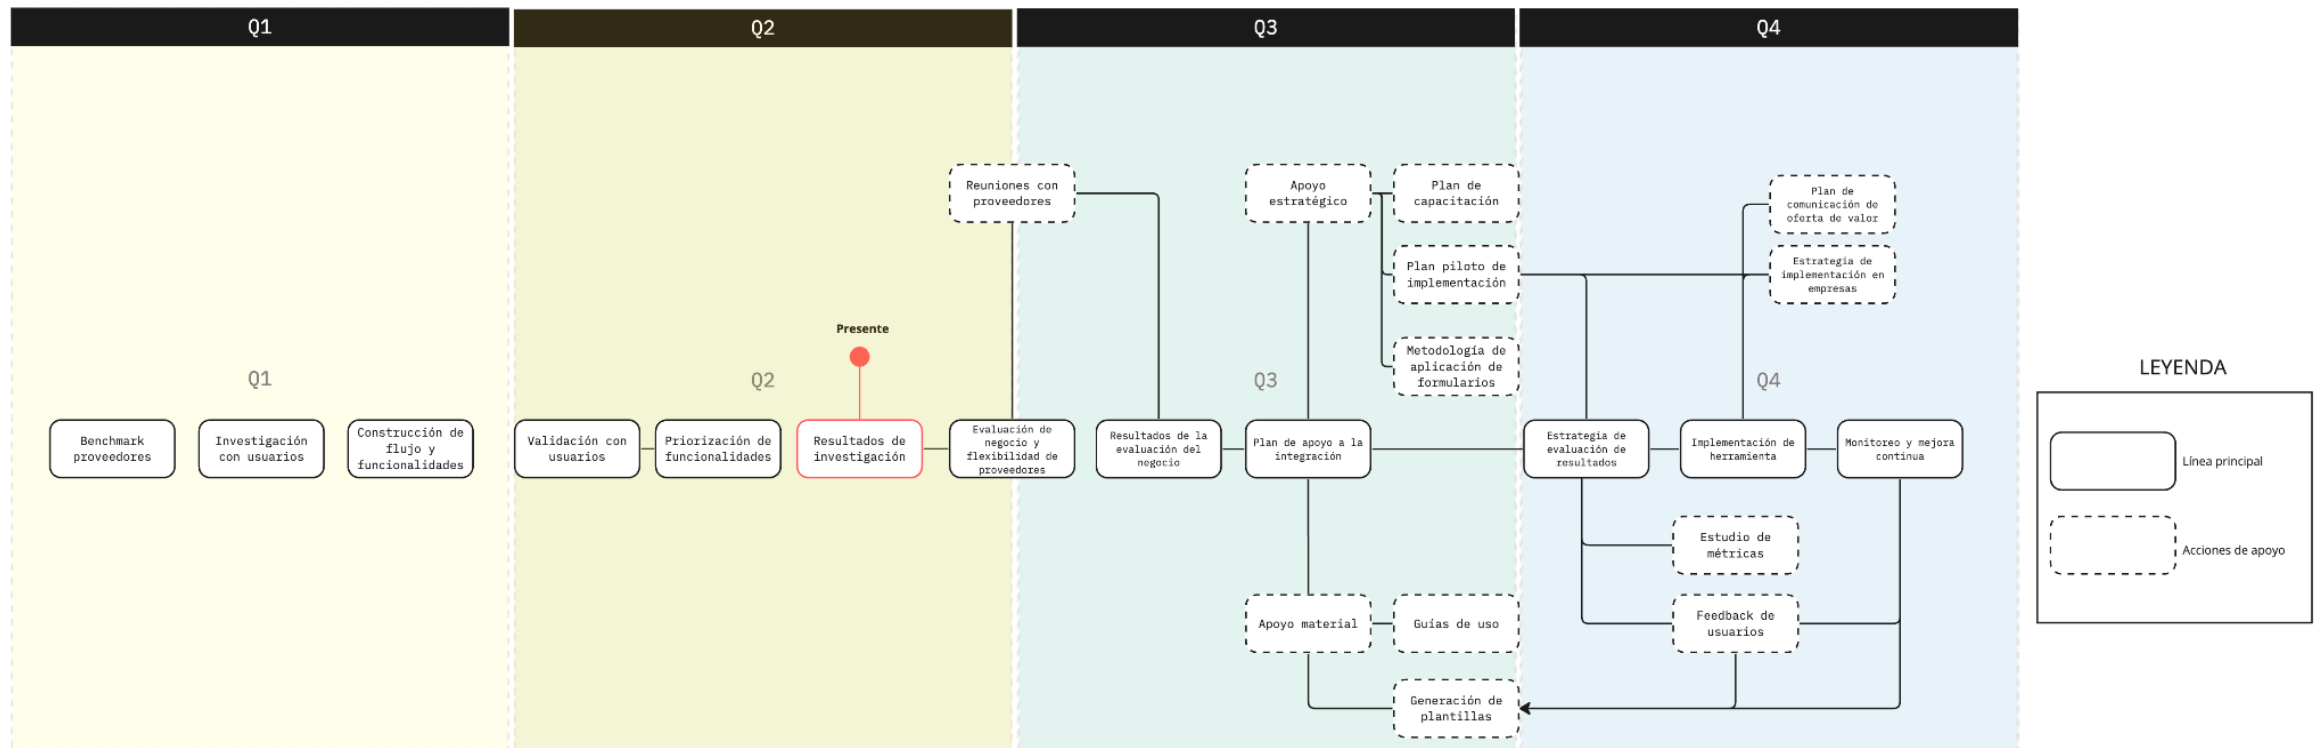 Q1
Q2
Q3
Q4
Reuniones con
proveedores
Apoyo
estratégico
Plan de
capacitación
Plan de
comunicación de
oferta de valor
Plan piloto de
implementación
Estrategia de
implementación en
empresas
Presente
Metodología de
aplicación de
formularios
Q1
Q2
Q3
Q4
Benchmark
proveedores
Investigación
con usuarios
Construcción de
flujo y
funcionalidades
Validación con
usuarios
Priorización de
funcionalidades
Resultados de
investigación
Evaluación de
negocio y
flexibilidad de
proveedores
Resultados de la
evaluación del
negocio
Plan de apoyo a la
integración
Estrategia de
evaluación de
resultados
Implementación de
herramienta
Monitoreo y mejora
continua
Estudio de
métricas
Apoyo material
Guías de uso
Feedback de
usuarios
Generación de
plantillas
LEYENDA
Línea principal
Acciones de apoyo